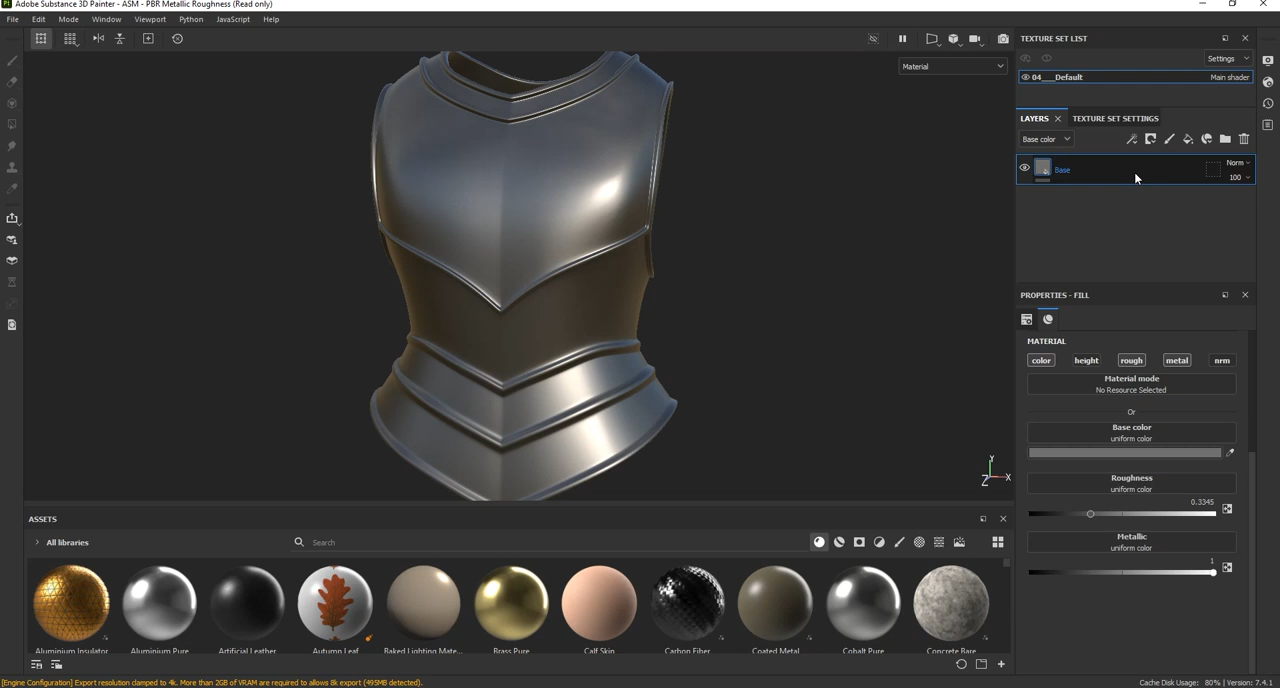 Pt Adobe Substance 3D Painter - ASM - PBR Metallic Roughness (Read only)
File Edit Mode Window Viewport Python JavaScript Help
Material
TEXTURE SET LIST
Settings
04___Default Main shader
LAYERS TEXTURE SET SETTINGS
Base color
Base Norm
100
PROPERTIES - FILL
MATERIAL
color height rough metal nrm
Material mode
No Resource Selected
Or
Base color
uniform color
Roughness
uniform color
0.3345
Metallic
uniform color
1
Y
Z X
ASSETS
All libraries Search
Aluminium Insulator Aluminium Pure Artificial Leather Autumn Leaf Baked Lighting Mate... Brass Pure Calf Skin Carbon Fiber Coated Metal Cobalt Pure Concrete Bare
[Engine Configuration] Export resolution clamped to 4k. More than 2GB of VRAM are required to allows 8k export (495MB detected). Cache Disk Usage: 80% | Version: 7.4.1